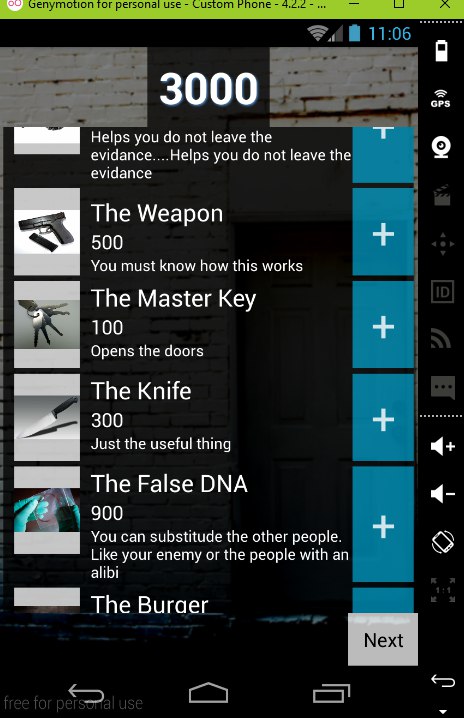 Genymotion for personal use - Custom Phone - 4.2.2 - ...
11:06
3000
GPS
Helps you do not leave the
evidance....Helps you do not leave the
evidance
The Weapon
500
You must know how this works
The Master Key
100
Opens the doors
ID
The Knife
300
Just the useful thing
The False DNA
900
You can substitude the other people.
Like your enemy or the people with an
alibi
1:1
The Burger
Next
free for personal use